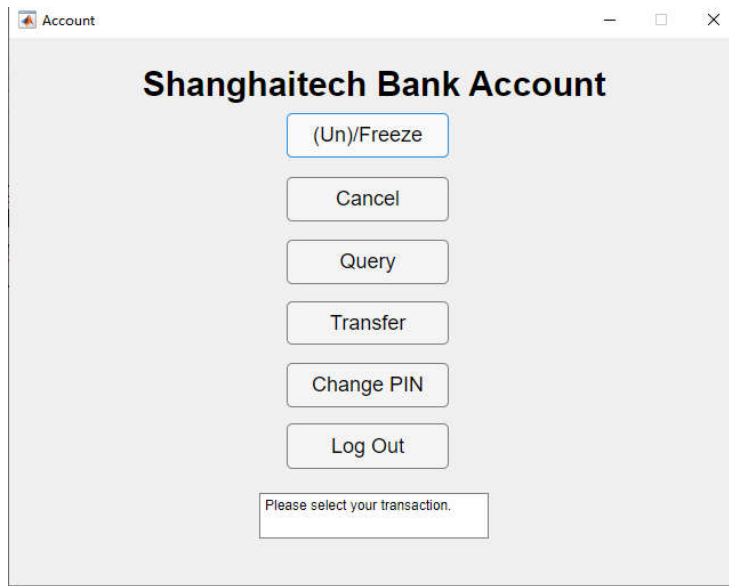 Account
Shanghaitech Bank Account
(Un)/Freeze
Cancel
Query
Transfer
Change PIN
Log Out
Please select your transaction.